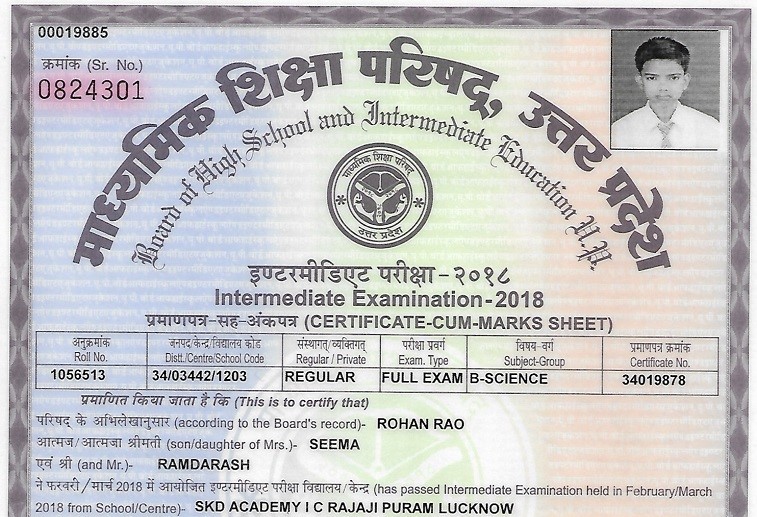 00019885
क्रमांक (Sr. No.)
0824301
माध्यमिक शिक्षा परिषद्, उत्तर प्रदेश
Board of High School and Intermediate Education U.P.
माध्यमिक शिक्षा परिषद
उत्तर प्रदेश
इण्टरमीडिएट परीक्षा-२०१८
Intermediate Examination-2018
प्रमाणपत्र-सह-अंकपत्र (CERTIFICATE-CUM-MARKS SHEET)
अनुक्रमांक जनपद/केन्द्र/विद्यालय कोड संस्थागत/व्यक्तिगत परीक्षा प्रवर्ग विषय-वर्ग प्रमाणपत्र क्रमांक
Roll No. Distt./Centre/School Code Regular / Private Exam. Type Subject-Group Certificate No.
1056513 34/03442/1203 REGULAR FULL EXAM B-SCIENCE 34019878
प्रमाणित किया जाता है कि (This is to certify that)
परिषद् के अभिलेखानुसार (according to the Board's record)- ROHAN RAO
आत्मज/आत्मजा श्रीमती (son/daughter of Mrs.)- SEEMA
एवं श्री (and Mr.)- RAMDARASH
ने फरवरी/मार्च 2018 में आयोजित इण्टरमीडिएट परीक्षा विद्यालय/केन्द्र (has passed Intermediate Examination held in February/March
2018 from School/Centre)- SKD ACADEMY I C RAJAJI PURAM LUCKNOW